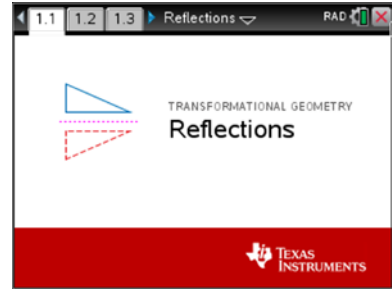 1.1 1.2 1.3 Reflections RAD
TRANSFORMATIONAL GEOMETRY
Reflections
TEXAS
INSTRUMENTS